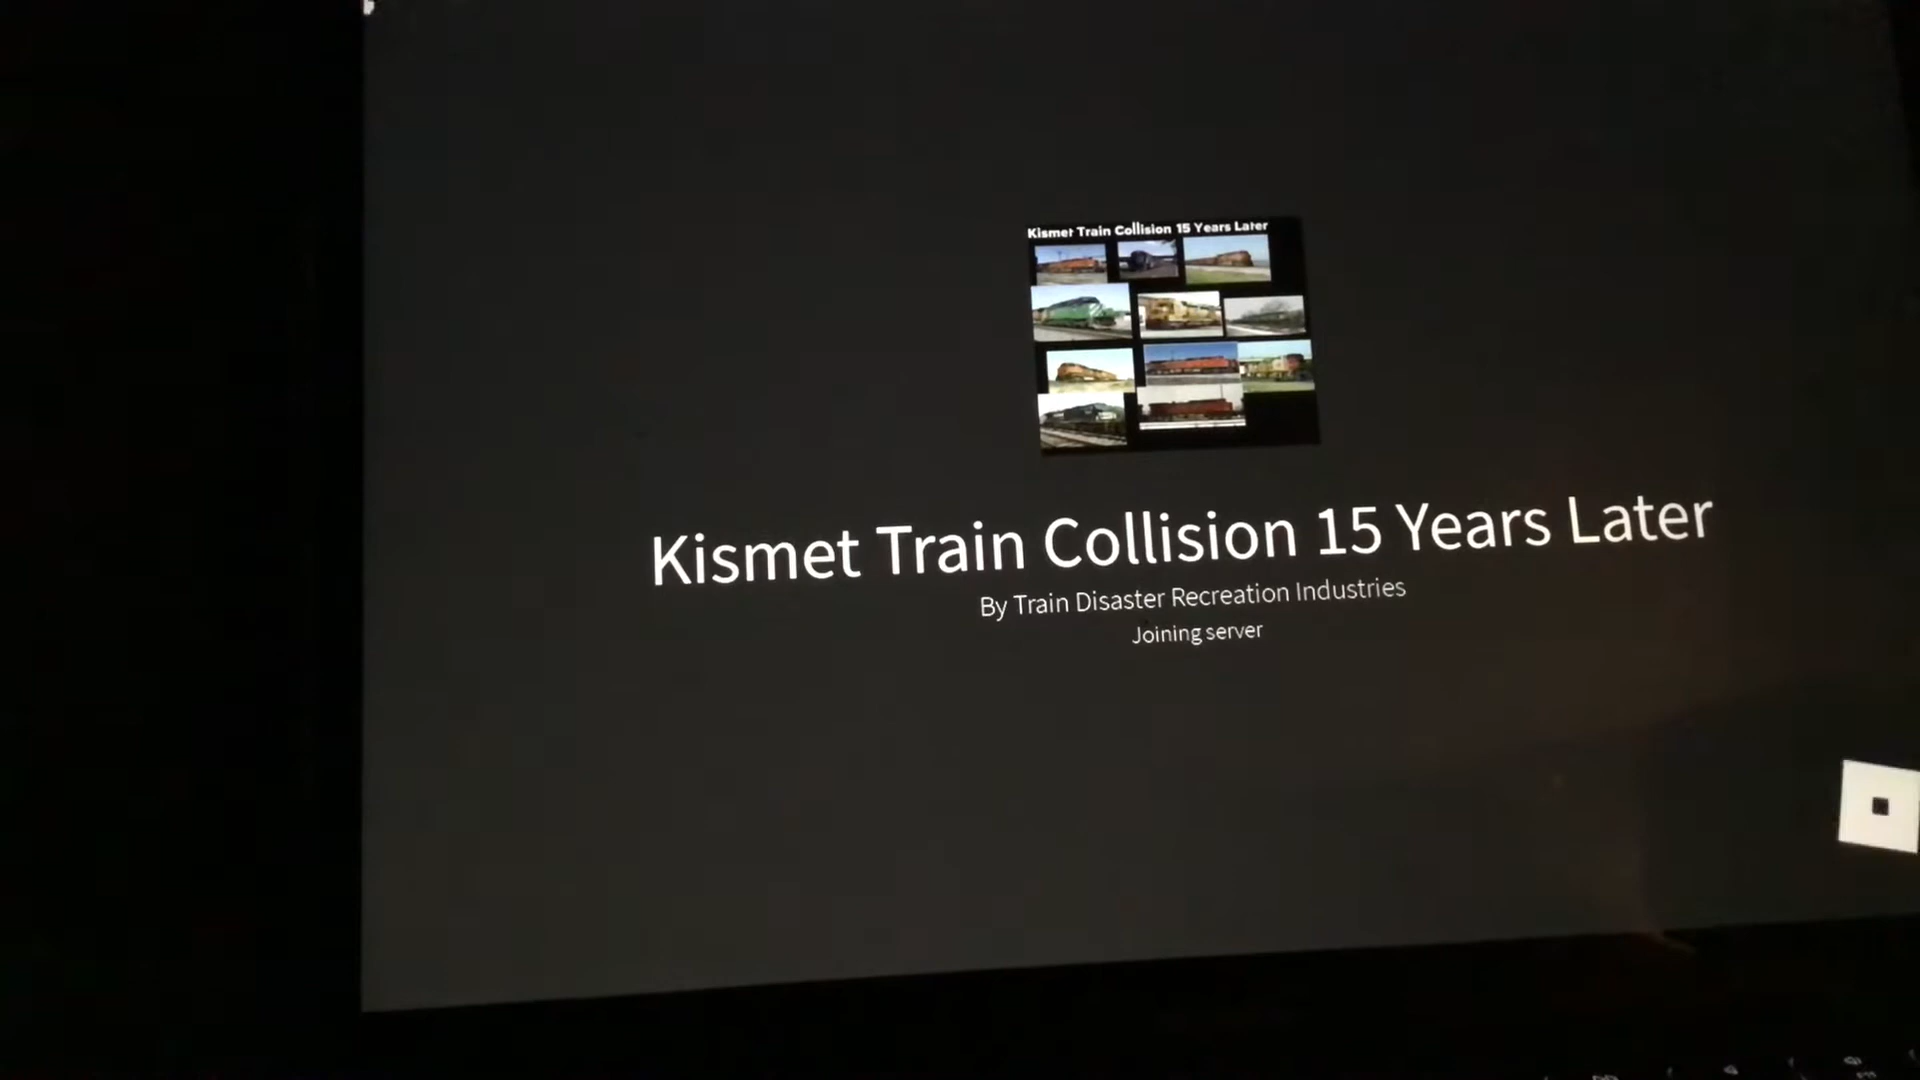 Kismet Train Collision 15 Years Later
Kismet Train Collision 15 Years Later
By Train Disaster Recreation Industries
Joining server